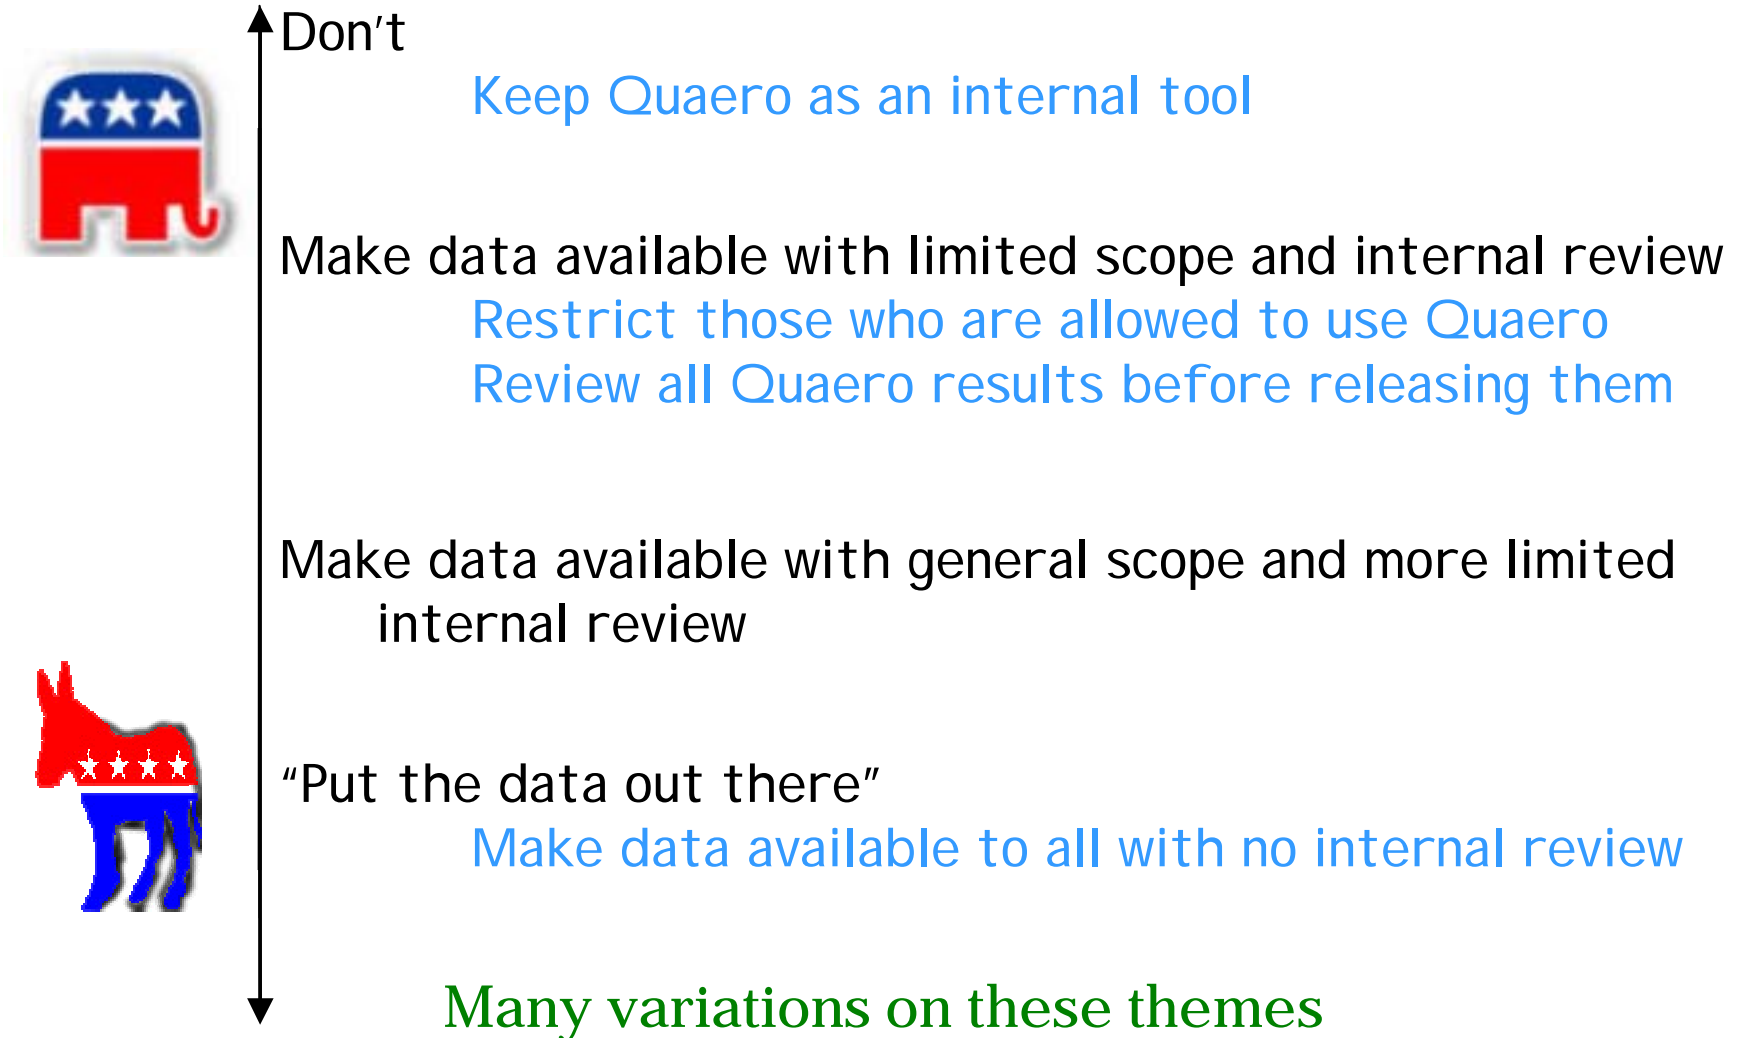 Don't
Keep Quaero as an internal tool
Make data available with limited scope and internal review
Restrict those who are allowed to use Quaero
Review all Quaero results before releasing them
Make data available with general scope and more limited
internal review
“Put the data out there”
Make data available to all with no internal review
Many variations on these themes